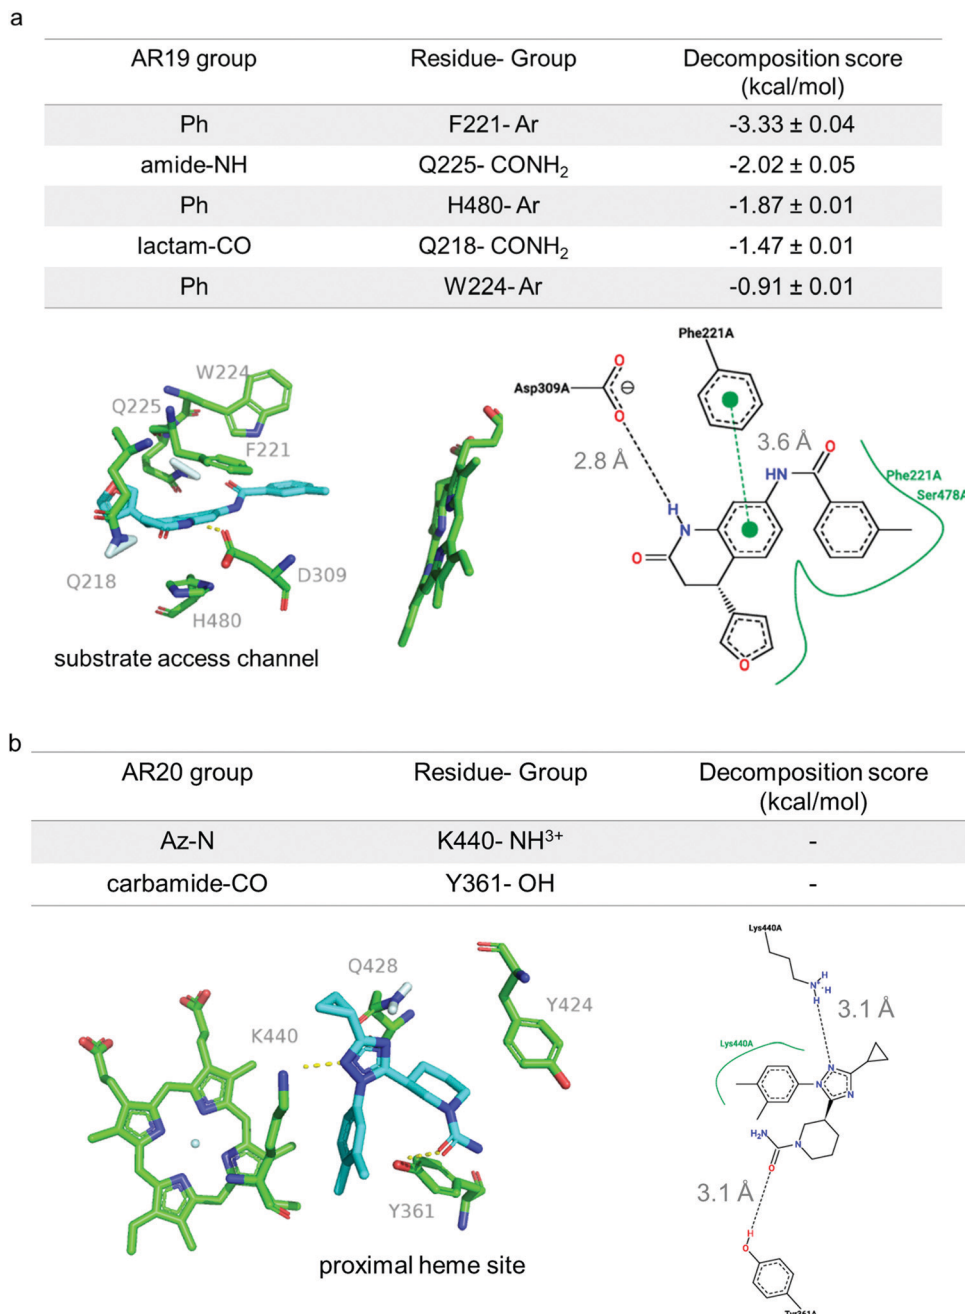 a
AR19 group Residue- Group Decomposition score
(kcal/mol)
Ph F221- Ar -3.33 ± 0.04
amide-NH Q225- CONH₂ -2.02 ± 0.05
Ph H480- Ar -1.87 ± 0.01
lactam-CO Q218- CONH₂ -1.47 ± 0.01
Ph W224- Ar -0.91 ± 0.01
W224
Q225
F221
Q218
D309
H480
substrate access channel
Phe221A
Asp309A
O
O
⊖
2.8 Å
3.6 Å
O
HN
Phe221A
Ser478A
H
N
O
O
b
AR20 group Residue- Group Decomposition score
(kcal/mol)
Az-N K440- NH³⁺ -
carbamide-CO Y361- OH -
Q428
K440
Y424
Y361
proximal heme site
Lys440A
H
N⁺
H
H
3.1 Å
Lys440A
N
N
N
H₂N
N
O
3.1 Å
H
O
Tyr361A